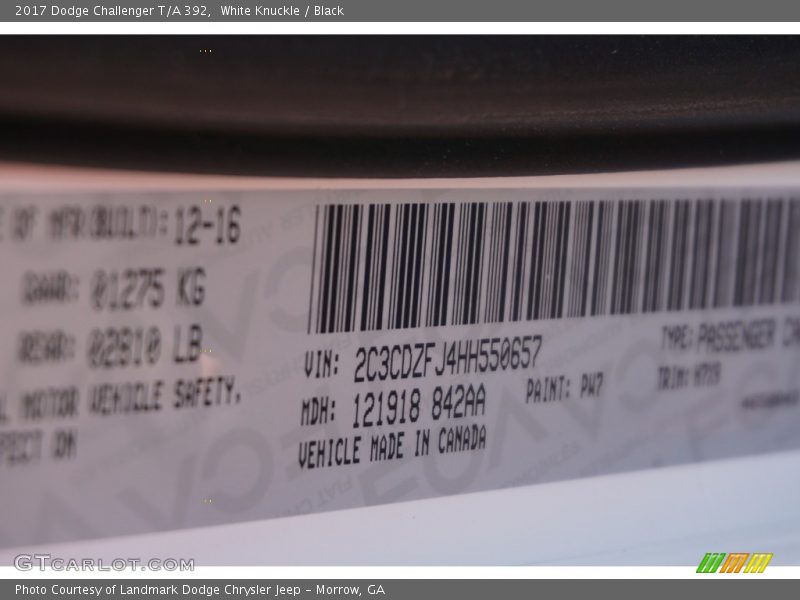 2017 Dodge Challenger T/A 392,  White Knuckle / Black
E OF MFR(BUILT): 12-16
GAWR: 01275 KG
REAR: 02810 LB
L MOTOR VEHICLE SAFETY,
ON
VIN: 2C3CDZFJ4HH550657
MDH: 121918 842AA
VEHICLE MADE IN CANADA
PAINT: PW7
TYPE: PASSENGER
TRIM:
GTCARLOT.COM
Photo Courtesy of Landmark Dodge Chrysler Jeep – Morrow, GA